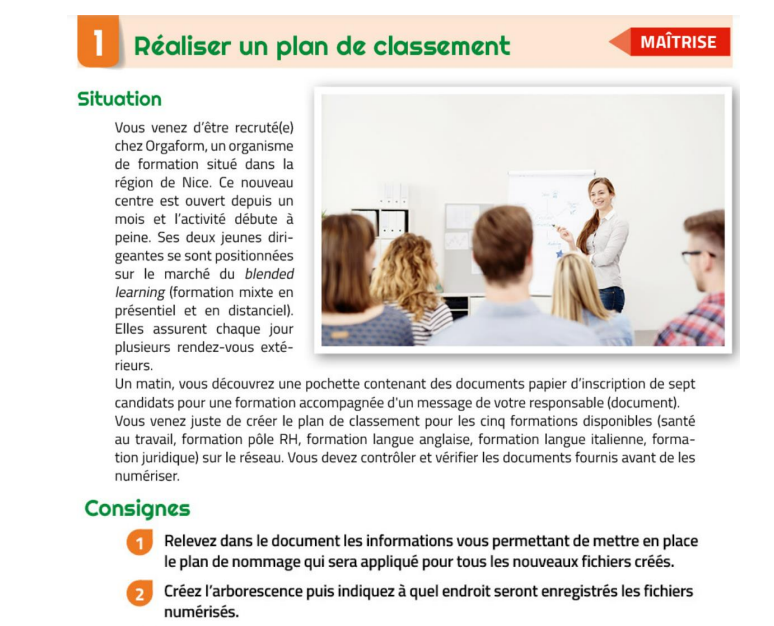 1 Réaliser un plan de classement
MAÎTRISE
Situation
Vous venez d'être recruté(e)
chez Orgaform, un organisme
de formation situé dans la
région de Nice. Ce nouveau
centre est ouvert depuis un
mois et l'activité débute à
peine. Ses deux jeunes diri-
geantes se sont positionnées
sur le marché du blended
learning (formation mixte en
présentiel et en distanciel).
Elles assurent chaque jour
plusieurs rendez-vous exté-
rieurs.
Un matin, vous découvrez une pochette contenant des documents papier d'inscription de sept
candidats pour une formation accompagnée d'un message de votre responsable (document).
Vous venez juste de créer le plan de classement pour les cinq formations disponibles (santé
au travail, formation pôle RH, formation langue anglaise, formation langue italienne, forma-
tion juridique) sur le réseau. Vous devez contrôler et vérifier les documents fournis avant de les
numériser.
Consignes
1 Relevez dans le document les informations vous permettant de mettre en place
le plan de nommage qui sera appliqué pour tous les nouveaux fichiers créés.
2 Créez l'arborescence puis indiquez à quel endroit seront enregistrés les fichiers
numérisés.